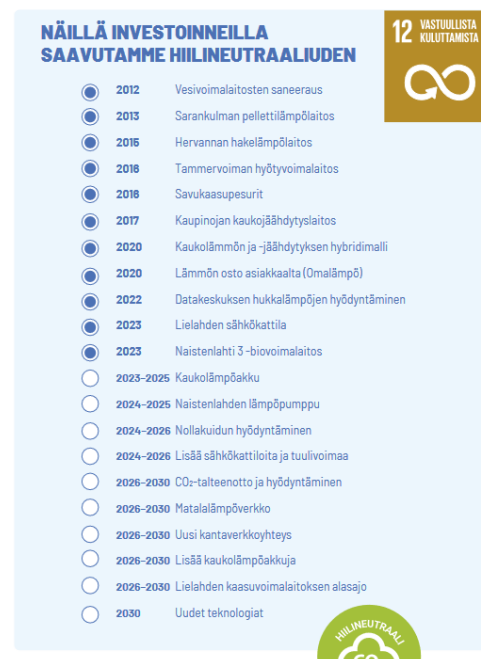 NÄILLÄ INVESTOINNEILLA
SAAVUTAMME HIILINEUTRAALIUDEN
12 VASTUULLISTA
KULUTTAMISTA
2012 Vesivoimalaitosten saneeraus
2013 Sarankulman pellettilämpölaitos
2015 Hervannan hakelämpölaitos
2016 Tammervoiman hyötyvoimalaitos
2016 Savukaasupesurit
2017 Kaupinojan kaukojäähdytyslaitos
2020 Kaukolämmön ja -jäähdytyksen hybridimalli
2020 Lämmön osto asiakkaalta (Omalämpö)
2022 Datakeskuksen hukkalämpöjen hyödyntäminen
2023 Lielahden sähkökattila
2023 Naistenlahti 3 -biovoimalaitos
2023–2025 Kaukolämpöakku
2024–2025 Naistenlahden lämpöpumppu
2024–2026 Nollakuidun hyödyntäminen
2024–2026 Lisää sähkökattiloita ja tuulivoimaa
2026–2030 CO₂-talteenotto ja hyödyntäminen
2026–2030 Matalalämpöverkko
2026–2030 Uusi kantaverkkoyhteys
2026–2030 Lisää kaukolämpöakkuja
2026–2030 Lielahden kaasuvoimalaitoksen alasajo
2030 Uudet teknologiat
HIILINEUTRAALI